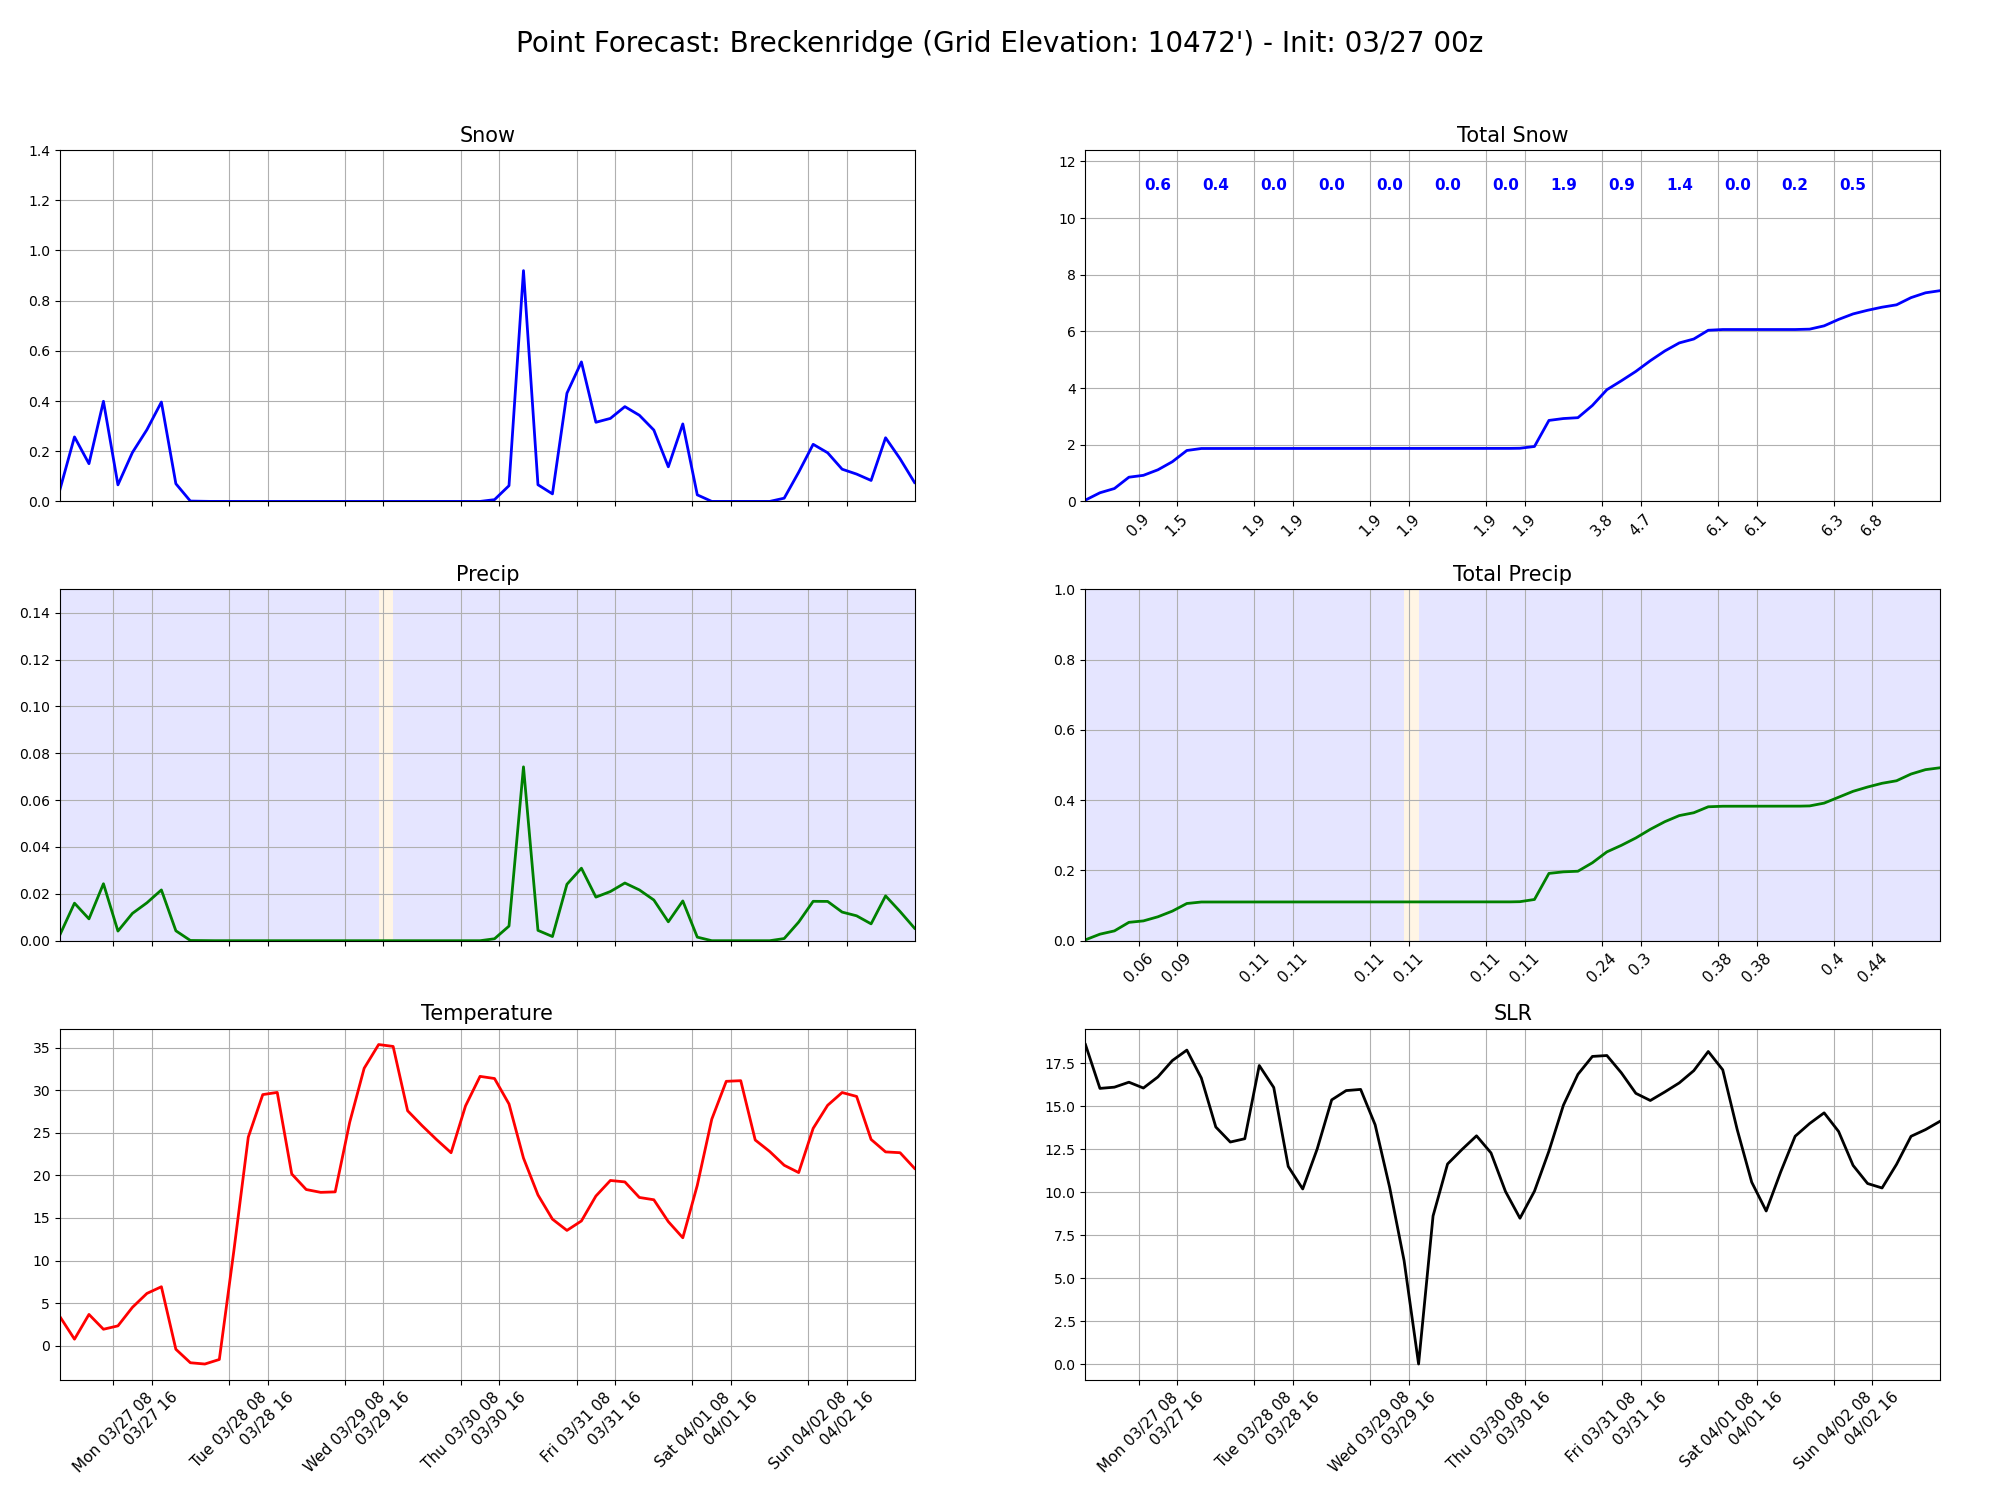 Point Forecast: Breckenridge (Grid Elevation: 10472') - Init: 03/27 00z
Snow
1.4
1.2
1.0
0.8
0.6
0.4
0.2
0.0
Total Snow
12
10
8
6
4
2
0
0.6 0.4 0.0 0.0 0.0 0.0 0.0 1.9 0.9 1.4 0.0 0.2 0.5
0.9 1.5 1.9 1.9 1.9 1.9 1.9 1.9 3.8 4.7 6.1 6.1 6.3 6.8
Precip
0.14
0.12
0.10
0.08
0.06
0.04
0.02
0.00
Total Precip
1.0
0.8
0.6
0.4
0.2
0.0
0.06 0.09 0.11 0.11 0.11 0.11 0.11 0.11 0.24 0.3 0.38 0.38 0.4 0.44
Temperature
35
30
25
20
15
10
5
0
Mon 03/27 08
03/27 16
Tue 03/28 08
03/28 16
Wed 03/29 08
03/29 16
Thu 03/30 08
03/30 16
Fri 03/31 08
03/31 16
Sat 04/01 08
04/01 16
Sun 04/02 08
04/02 16
SLR
17.5
15.0
12.5
10.0
7.5
5.0
2.5
0.0
Mon 03/27 08
03/27 16
Tue 03/28 08
03/28 16
Wed 03/29 08
03/29 16
Thu 03/30 08
03/30 16
Fri 03/31 08
03/31 16
Sat 04/01 08
04/01 16
Sun 04/02 08
04/02 16